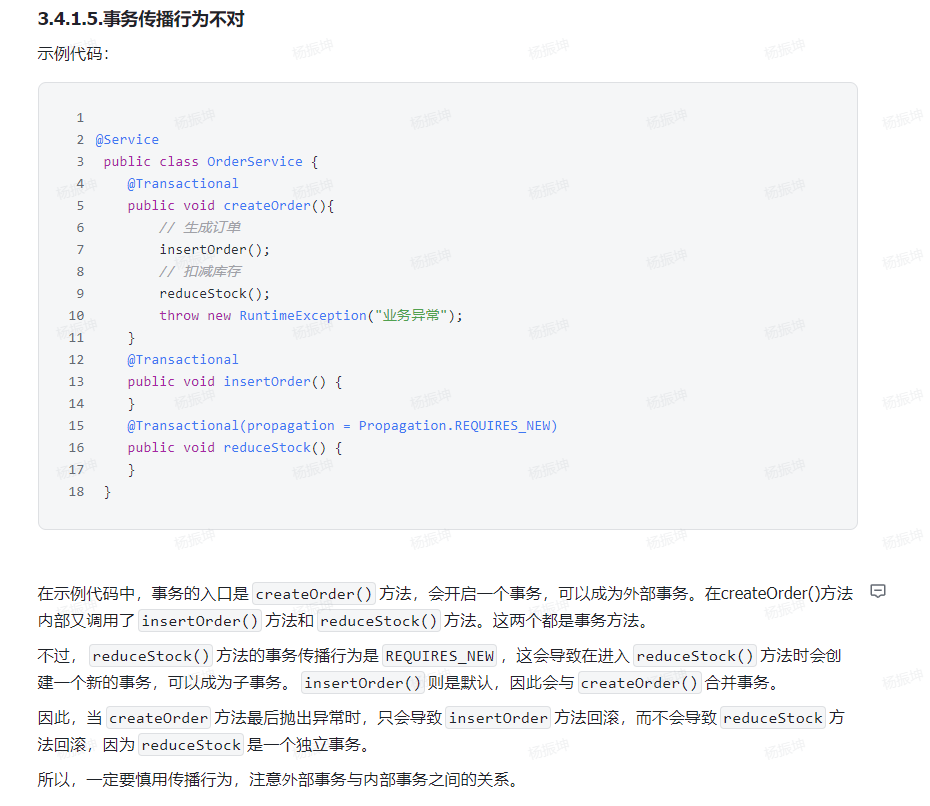 3.4.1.5.事务传播行为不对
示例代码：
1
2 @Service
3 public class OrderService {
4 @Transactional
5 public void createOrder(){
6 // 生成订单
7 insertOrder();
8 // 扣减库存
9 reduceStock();
10 throw new RuntimeException("业务异常");
11 }
12 @Transactional
13 public void insertOrder() {
14 }
15 @Transactional(propagation = Propagation.REQUIRES_NEW)
16 public void reduceStock() {
17 }
18 }
在示例代码中，事务的入口是 createOrder() 方法，会开启一个事务，可以成为外部事务。在createOrder()方法
内部又调用了 insertOrder() 方法和 reduceStock() 方法。这两个都是事务方法。
不过， reduceStock() 方法的事务传播行为是 REQUIRES_NEW ，这会导致在进入 reduceStock() 方法时会创
建一个新的事务，可以成为子事务。 insertOrder() 则是默认，因此会与 createOrder() 合并事务。
因此，当 createOrder 方法最后抛出异常时，只会导致 insertOrder 方法回滚，而不会导致 reduceStock 方
法回滚，因为 reduceStock 是一个独立事务。
所以，一定要慎用传播行为，注意外部事务与内部事务之间的关系。
杨振坤